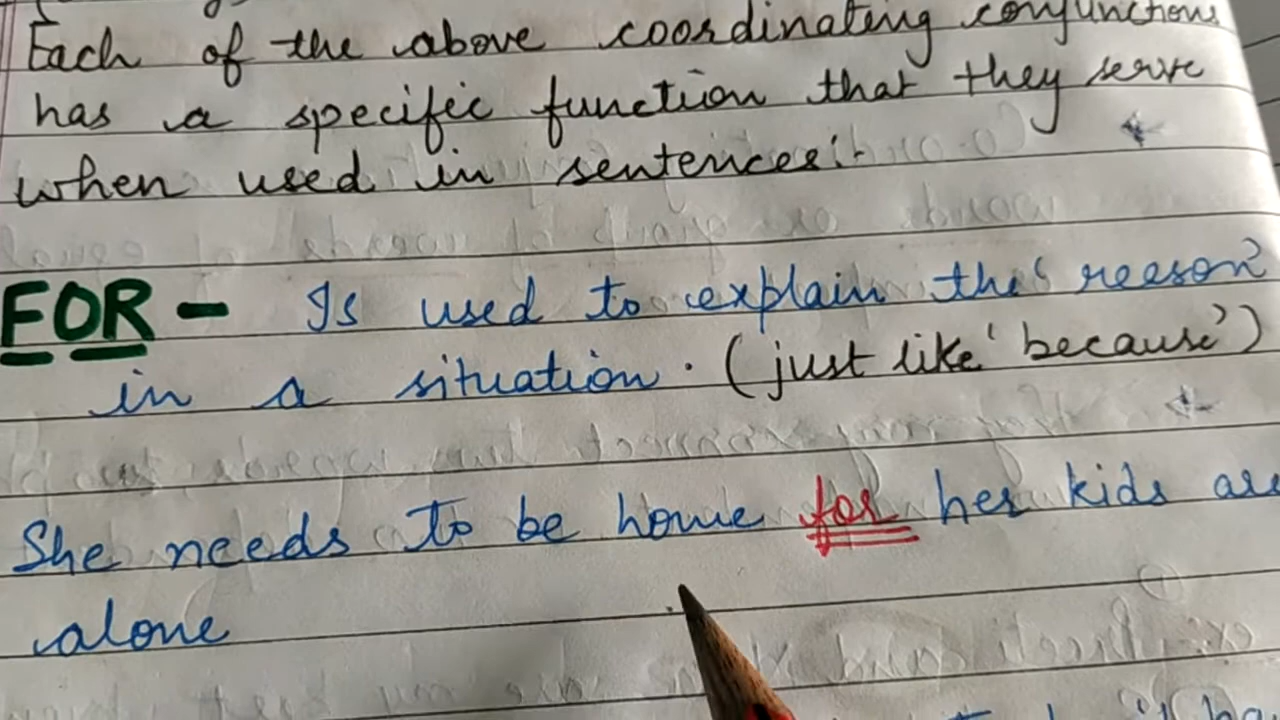 Each of the above coordinating conjunctions
has a specific function that they serve
when used in sentences:-
FOR - Is used to explain the 'reason'
in a situation. (just like 'because')
She needs to be home for her kids are
alone